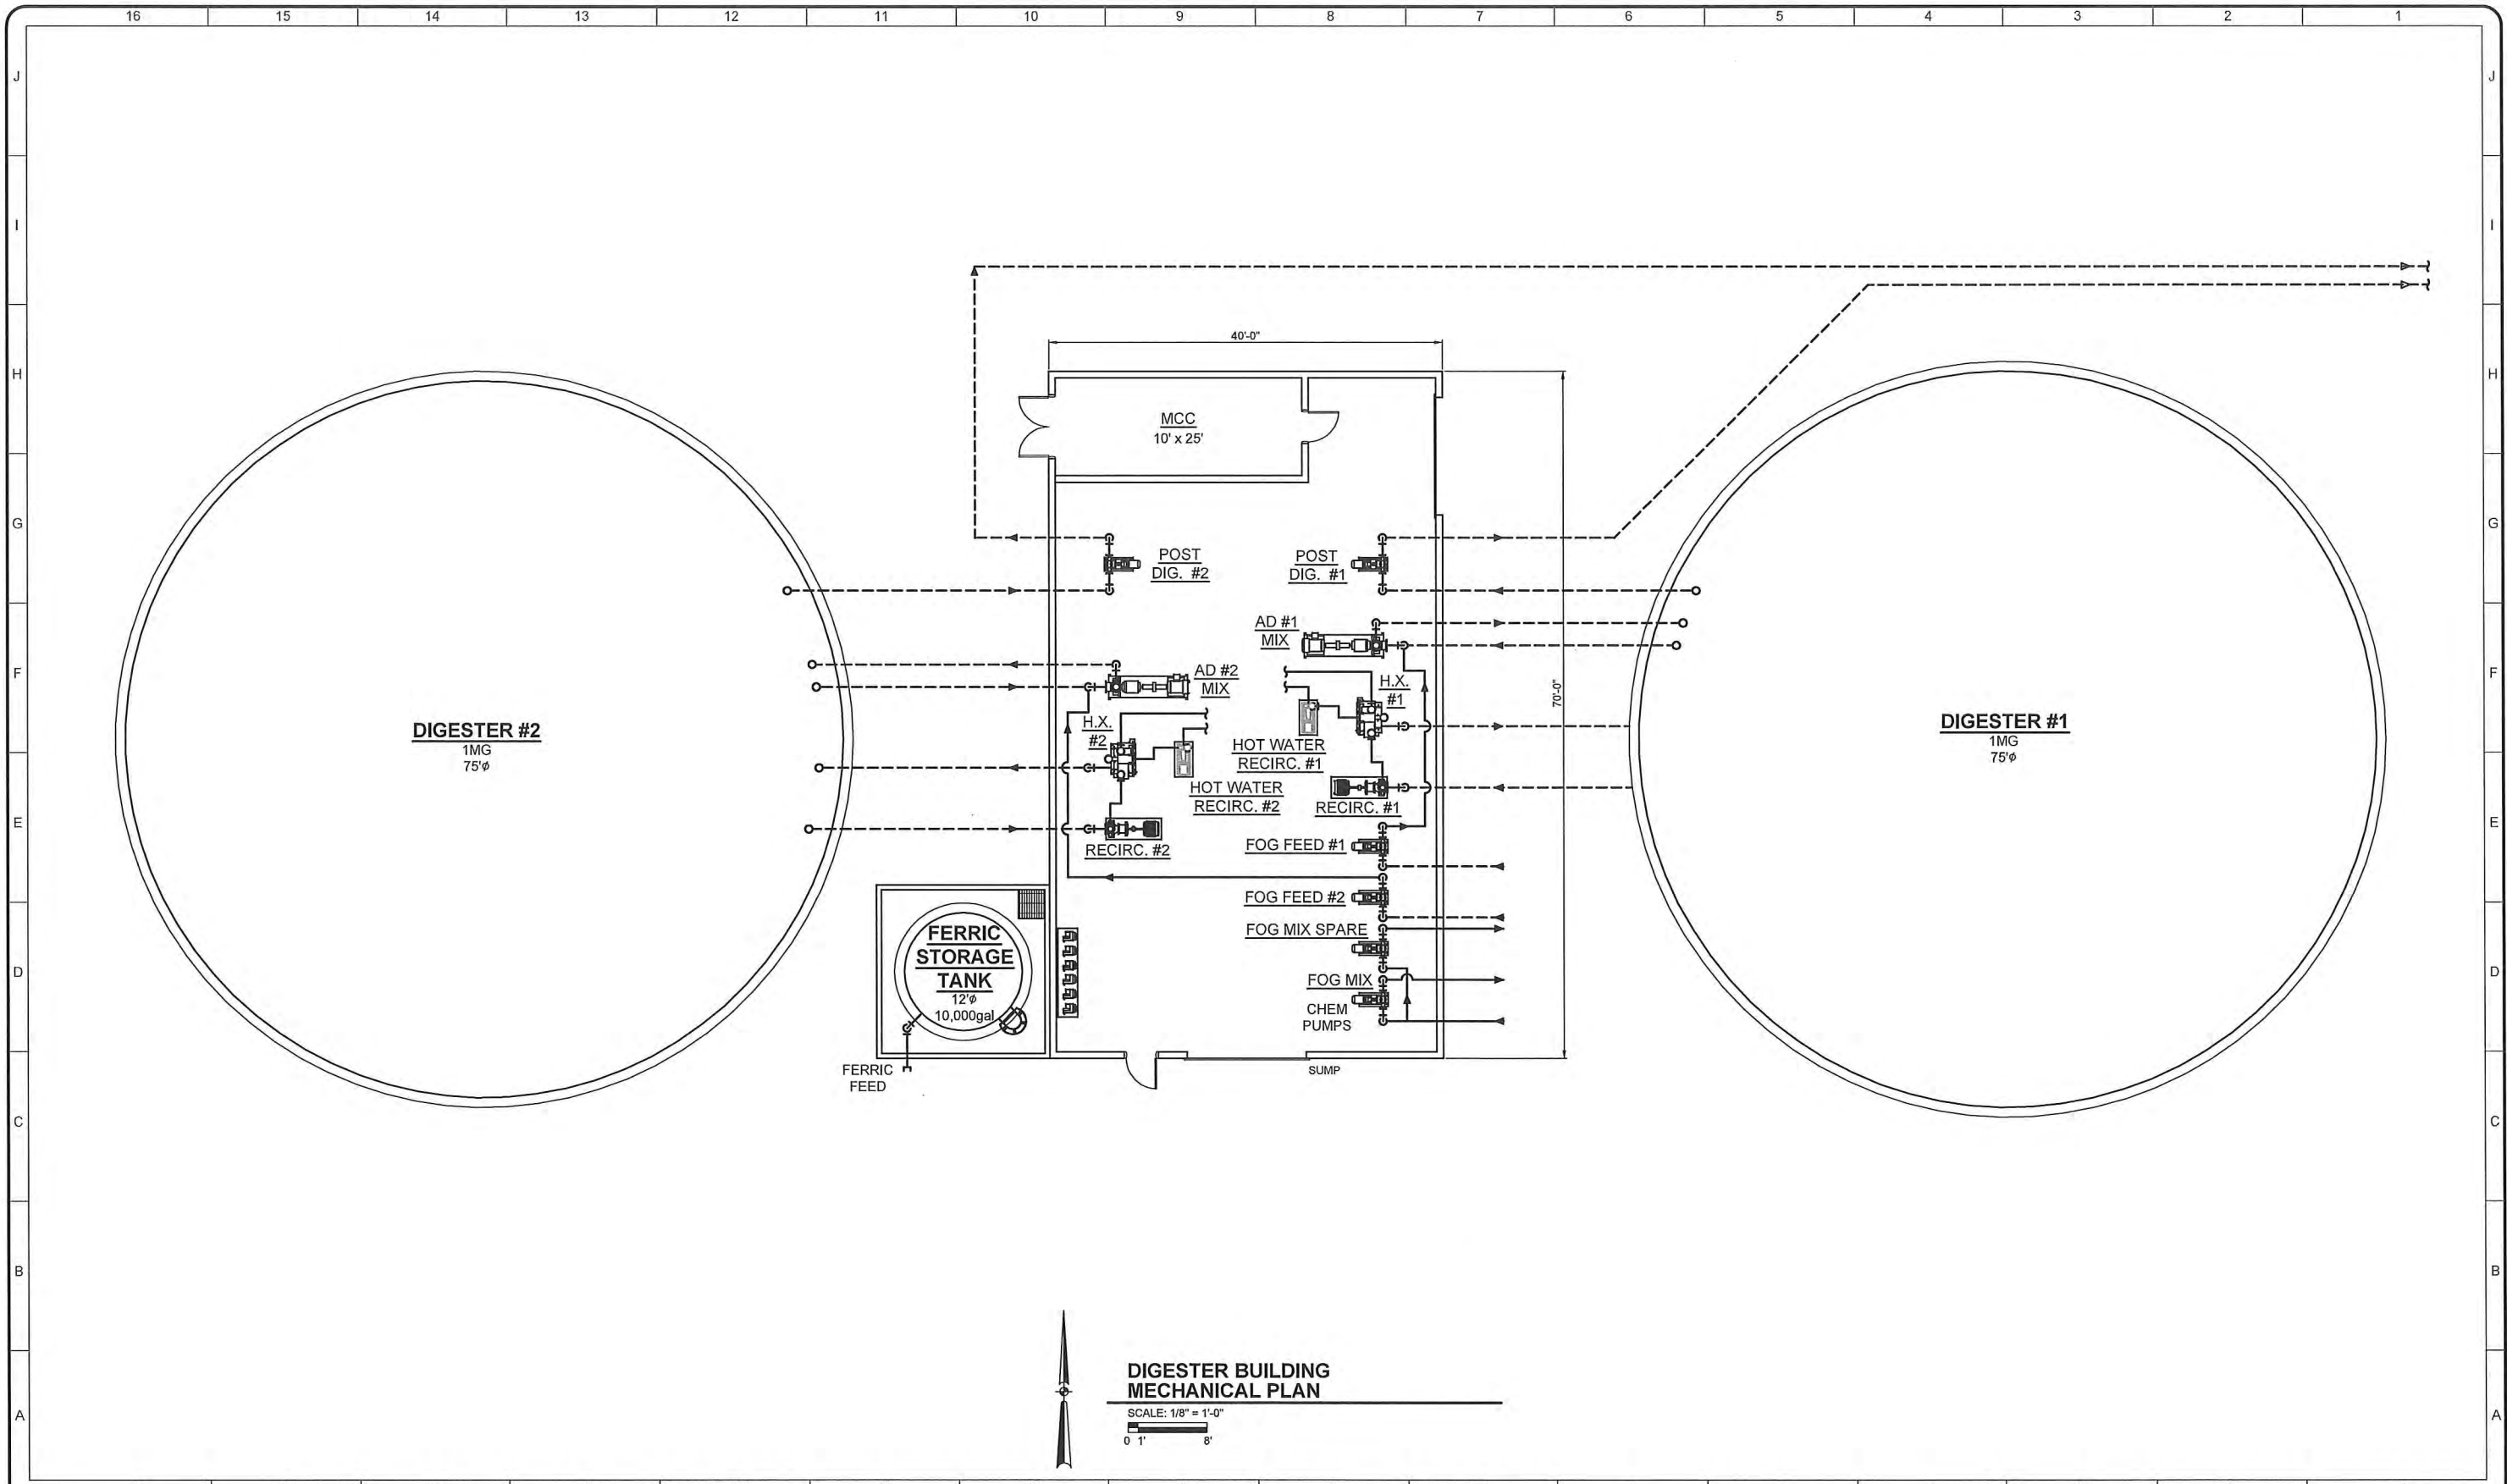 16 15 14 13 12 11 10 9 8 7 6 5 4 3 2 1
J J
I I
40'-0"
H H
MCC
10' x 25'
G G
POST
DIG. #2
POST
DIG. #1
AD #1
MIX
F F
AD #2
MIX
H.X.
#1
70'-0"
DIGESTER #2
1MG
75'φ
H.X.
#2
HOT WATER
RECIRC. #1
DIGESTER #1
1MG
75'φ
HOT WATER
RECIRC. #2
RECIRC. #1
E E
RECIRC. #2
FOG FEED #1
FOG FEED #2
FOG MIX SPARE
FERRIC
STORAGE
TANK
12'φ
10,000gal
D D
FOG MIX
CHEM
PUMPS
FERRIC
FEED
SUMP
C C
B B
DIGESTER BUILDING
MECHANICAL PLAN
A A
SCALE: 1/8" = 1'-0"
0 1' 8'